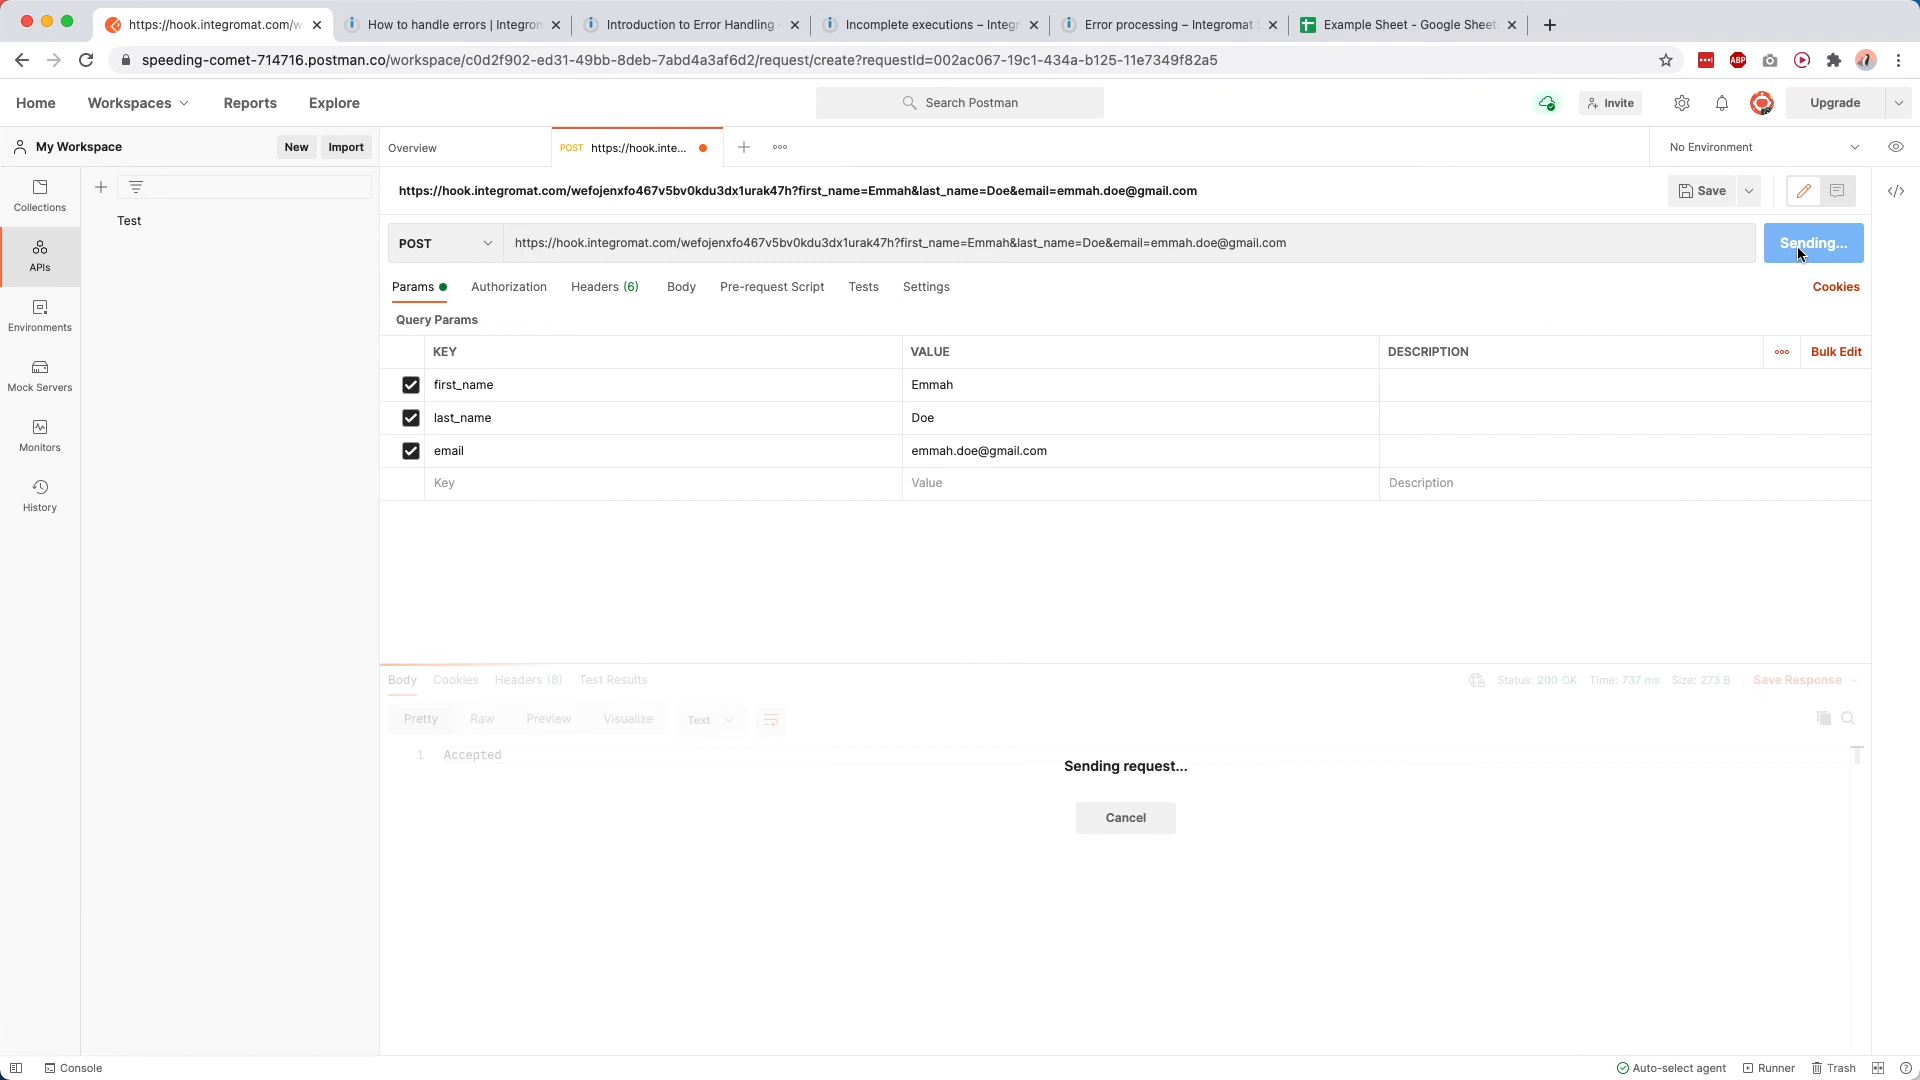 https://hook.integromat.com/w
How to handle errors | Integron
Introduction to Error Handling
Incomplete executions – Integr
Error processing – Integromat
Example Sheet - Google Sheet
speeding-comet-714716.postman.co/workspace/c0d2f902-ed31-49bb-8deb-7abd4a3af6d2/request/create?requestId=002ac067-19c1-434a-b125-11e7349f82a5
ABP
Home
Workspaces
Reports
Explore
Search Postman
Invite
Upgrade
My Workspace
New
Import
Overview
POST https://hook.inte...
No Environment
Collections
Test
https://hook.integromat.com/wefojenxfo467v5bv0kdu3dx1urak47h?first_name=Emmah&last_name=Doe&email=emmah.doe@gmail.com
Save
POST
https://hook.integromat.com/wefojenxfo467v5bv0kdu3dx1urak47h?first_name=Emmah&last_name=Doe&email=emmah.doe@gmail.com
Sending...
APIs
Params
Authorization
Headers (6)
Body
Pre-request Script
Tests
Settings
Cookies
Query Params
Environments
KEY
VALUE
DESCRIPTION
Bulk Edit
first_name
Emmah
Mock Servers
last_name
Doe
email
emmah.doe@gmail.com
Monitors
Key
Value
Description
History
Body
Cookies
Headers (8)
Test Results
Status: 200 OK
Time: 737 ms
Size: 273 B
Save Response
Pretty
Raw
Preview
Visualize
Text
1 Accepted
Sending request...
Cancel
Console
Auto-select agent
Runner
Trash